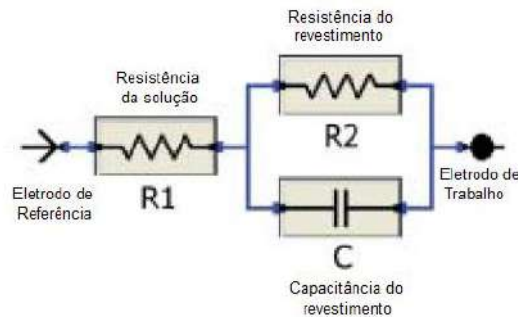 Resistência do
revestimento
Resistência
da solução
R2
Eletrodo de
Referência
R1
Eletrodo de
Trabalho
C
Capacitância do
revestimento